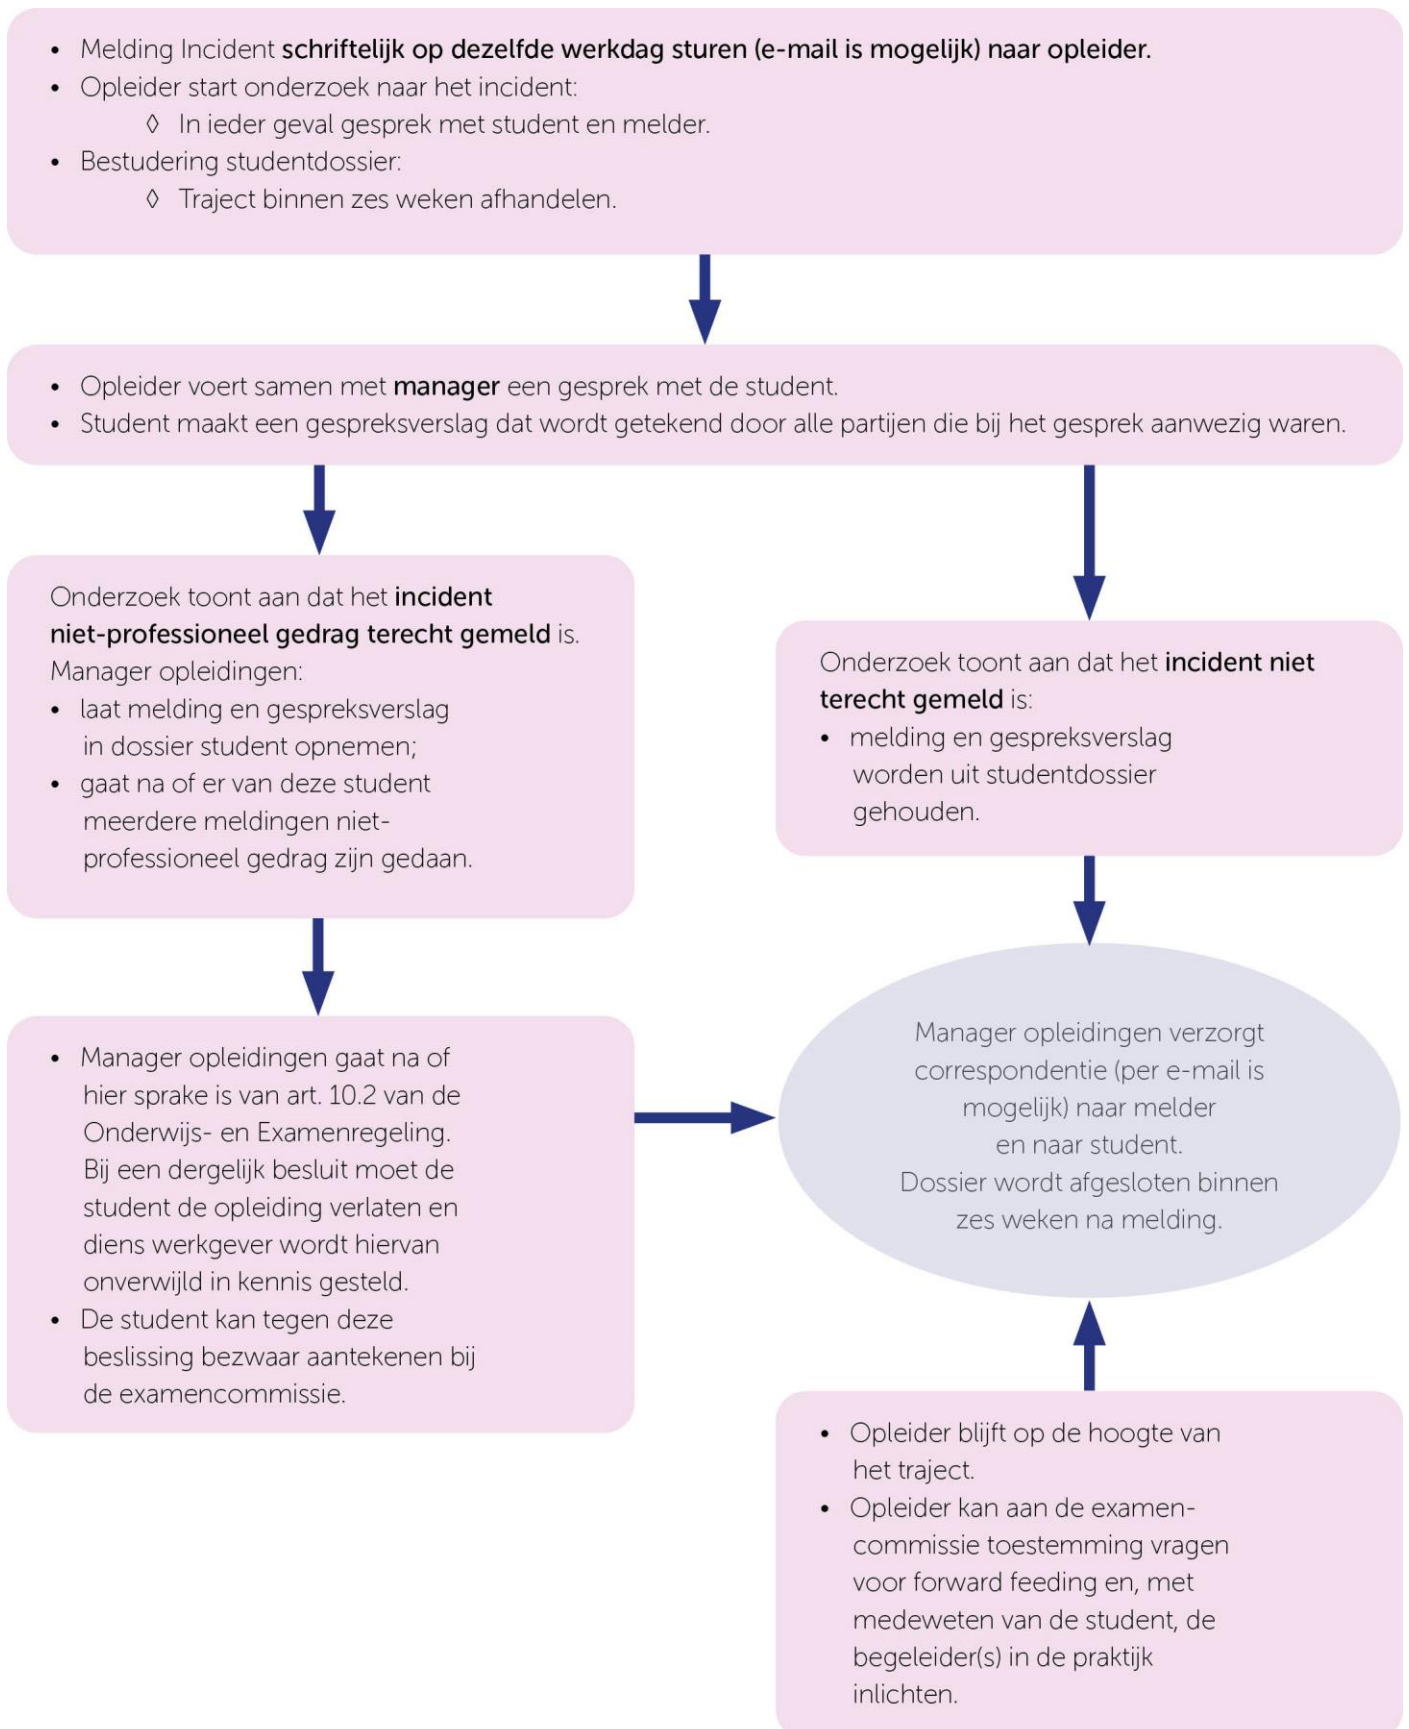 • Melding Incident schriftelijk op dezelfde werkdag sturen (e-mail is mogelijk) naar opleider.
• Opleider start onderzoek naar het incident:
◊ In ieder geval gesprek met student en melder.
• Bestudering studentdossier:
◊ Traject binnen zes weken afhandelen.
• Opleider voert samen met manager een gesprek met de student.
• Student maakt een gespreksverslag dat wordt getekend door alle partijen die bij het gesprek aanwezig waren.
Onderzoek toont aan dat het incident
niet-professioneel gedrag terecht gemeld is.
Manager opleidingen:
• laat melding en gespreksverslag
in dossier student opnemen;
• gaat na of er van deze student
meerdere meldingen niet-
professioneel gedrag zijn gedaan.
Onderzoek toont aan dat het incident niet
terecht gemeld is:
• melding en gespreksverslag
worden uit studentdossier
gehouden.
• Manager opleidingen gaat na of
hier sprake is van art. 10.2 van de
Onderwijs- en Examenregeling.
Bij een dergelijk besluit moet de
student de opleiding verlaten en
diens werkgever wordt hiervan
onverwijld in kennis gesteld.
• De student kan tegen deze
beslissing bezwaar aantekenen bij
de examencommissie.
Manager opleidingen verzorgt
correspondentie (per e-mail is
mogelijk) naar melder
en naar student.
Dossier wordt afgesloten binnen
zes weken na melding.
• Opleider blijft op de hoogte van
het traject.
• Opleider kan aan de examen-
commissie toestemming vragen
voor forward feeding en, met
medeweten van de student, de
begeleider(s) in de praktijk
inlichten.